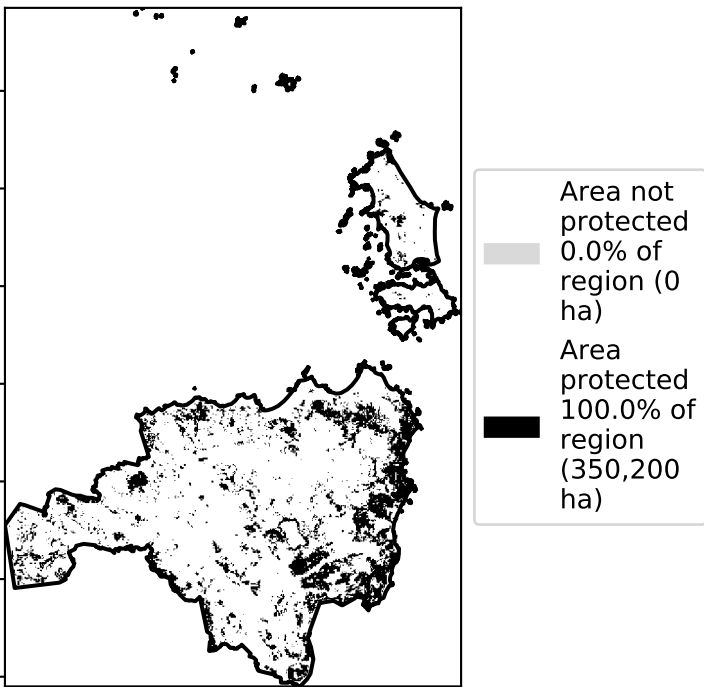 Area not
protected
0.0% of
region (0
ha)
Area
protected
100.0% of
region
(350,200
ha)